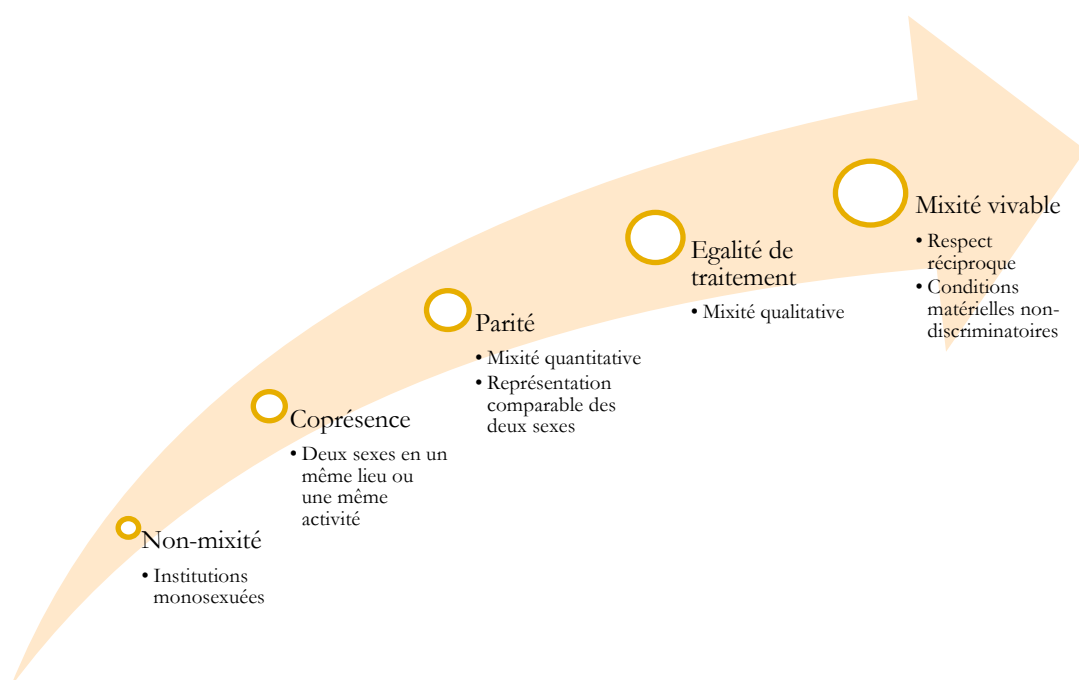 Non-mixité
• Institutions
monosexuées
Coprésence
• Deux sexes en un
même lieu ou
une même
activité
Parité
• Mixité quantitative
• Représentation
comparable des
deux sexes
Egalité de
traitement
• Mixité qualitative
Mixité vivable
• Respect
réciproque
• Conditions
matérielles non-
discriminatoires